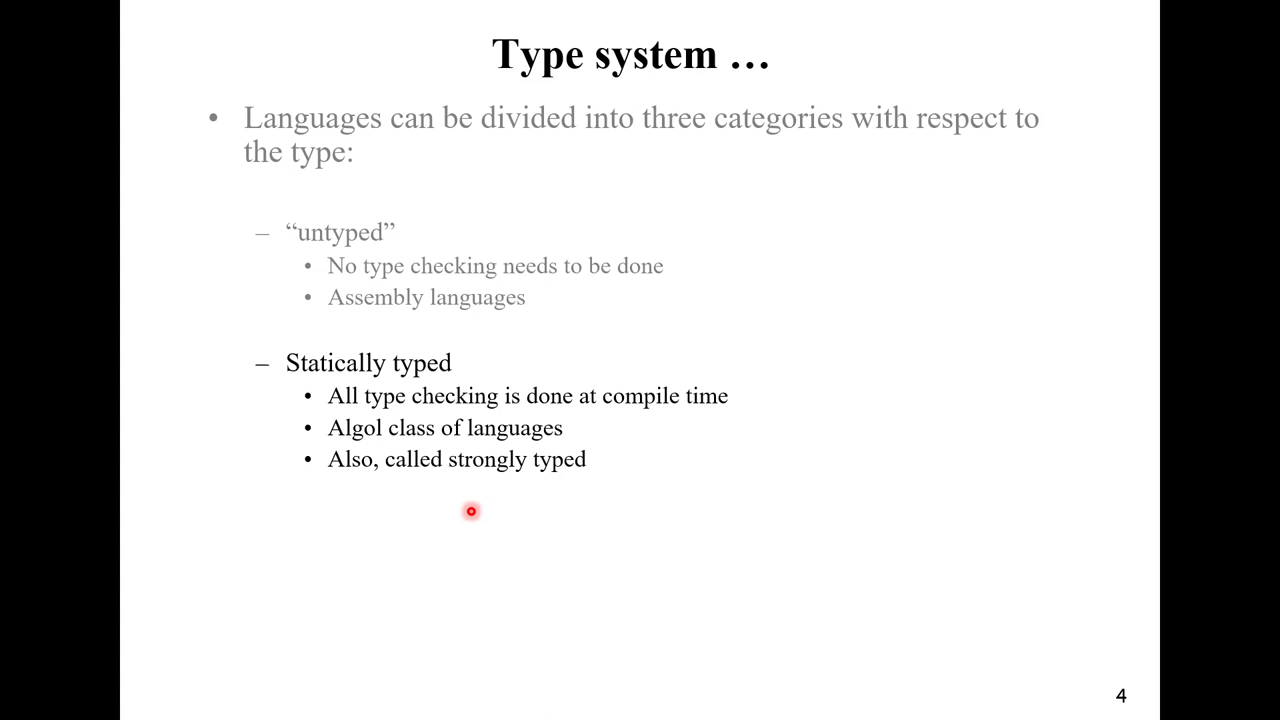 Type system …
• Languages can be divided into three categories with respect to
the type:
– “untyped”
• No type checking needs to be done
• Assembly languages
– Statically typed
• All type checking is done at compile time
• Algol class of languages
• Also, called strongly typed
4